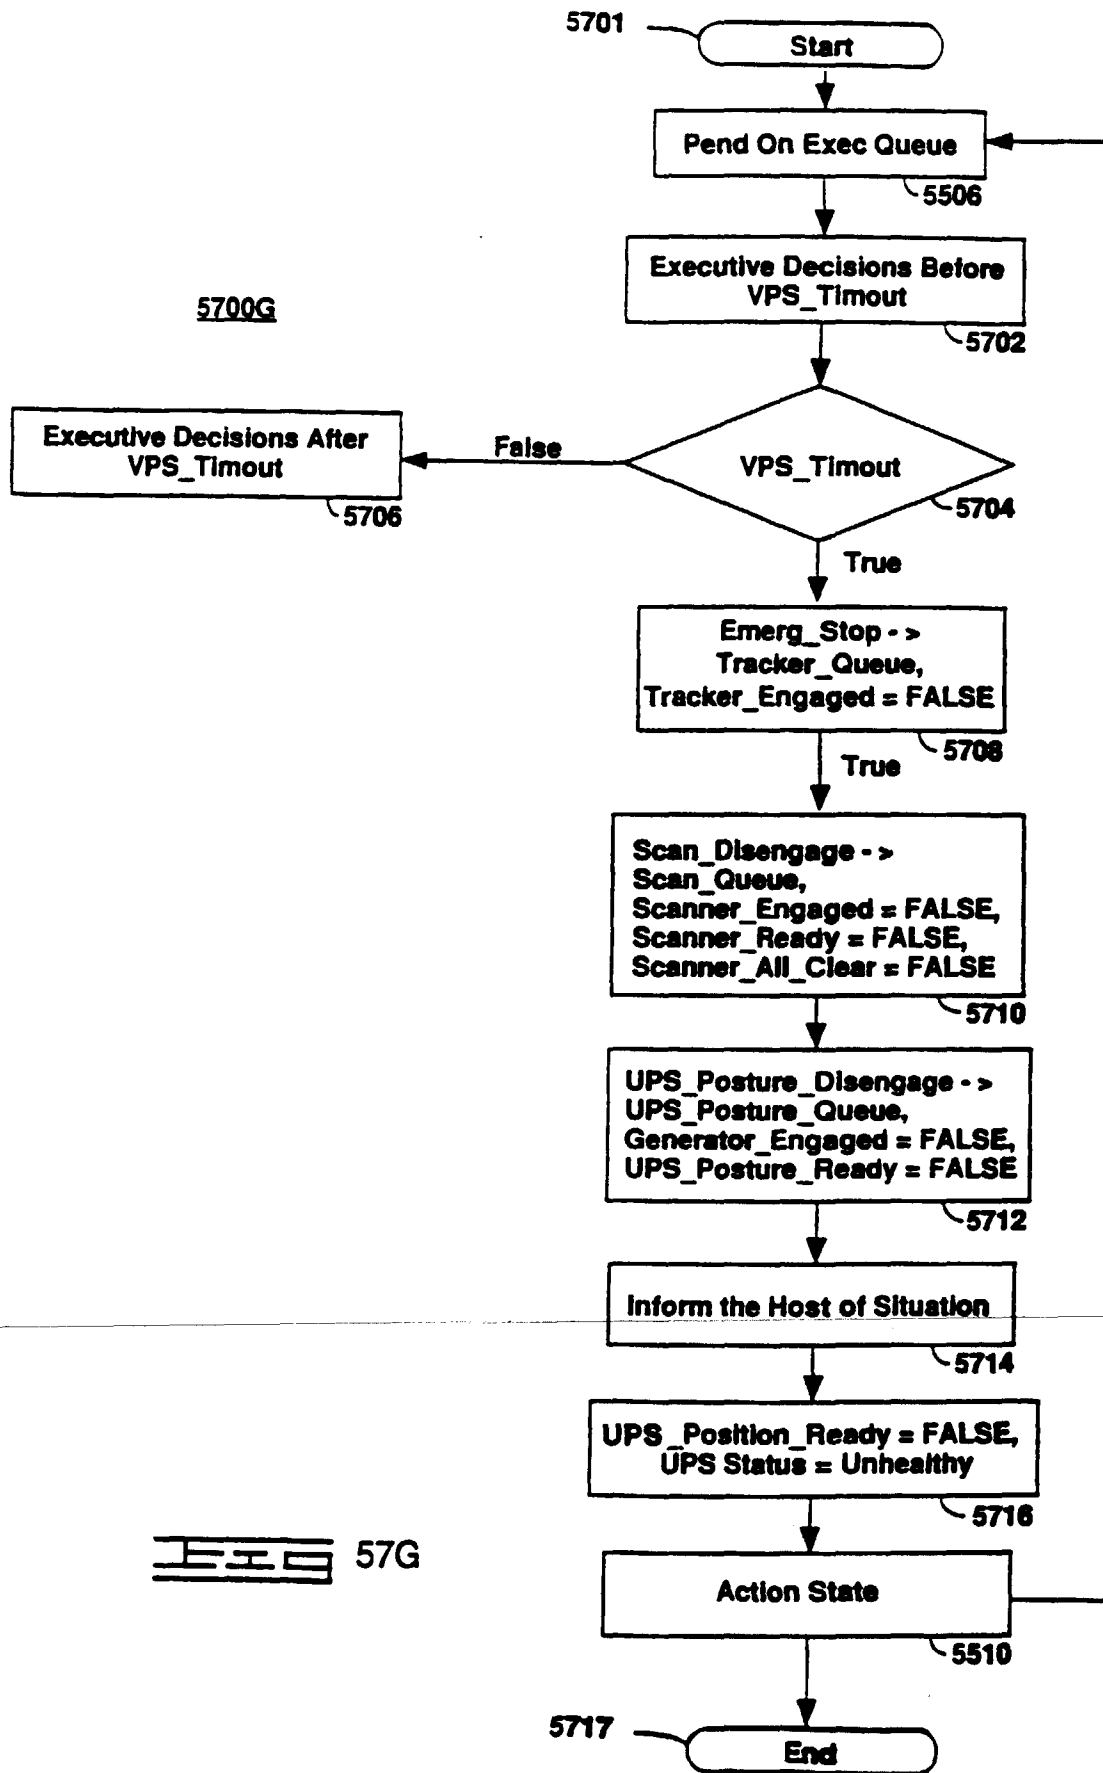 5701
Start
Pend On Exec Queue
5506
Executive Decisions Before
VPS_Timout
5702
5700G
Executive Decisions After
VPS_Timout
5706
False
VPS_Timout
5704
True
Emerg_Stop - >
Tracker_Queue,
Tracker_Engaged = FALSE
5708
True
Scan_Disengage - >
Scan_Queue,
Scanner_Engaged = FALSE,
Scanner_Ready = FALSE,
Scanner_All_Clear = FALSE
5710
UPS_Posture_Disengage - >
UPS_Posture_Queue,
Generator_Engaged = FALSE,
UPS_Posture_Ready = FALSE
5712
Inform the Host of Situation
5714
UPS_Position_Ready = FALSE,
UPS Status = Unhealthy
5716
Fig 57G
Action State
5510
5717
End